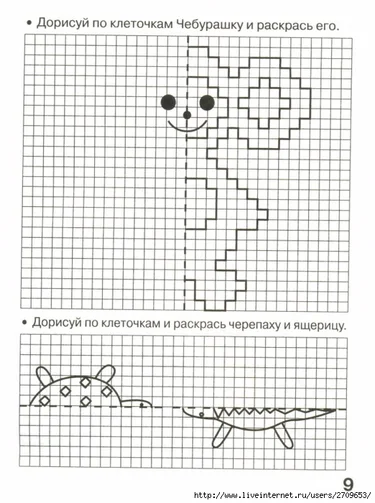 • Дорисуй по клеточкам Чебурашку и раскрась его.
• Дорисуй по клеточкам и раскрась черепаху и ящерицу.
9
http://www.liveinternet.ru/users/2709653/